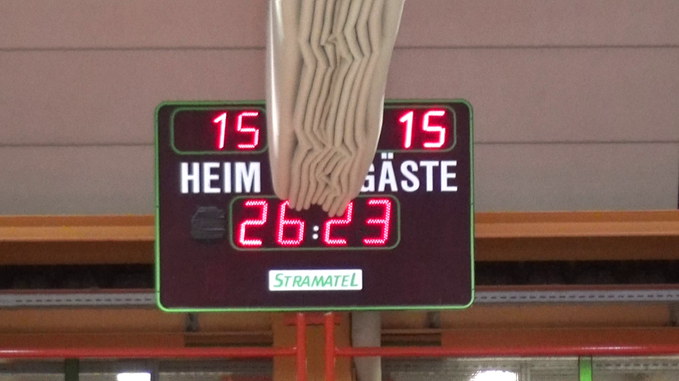 15 15
HEIM GÄSTE
26:23
STRAMATEL